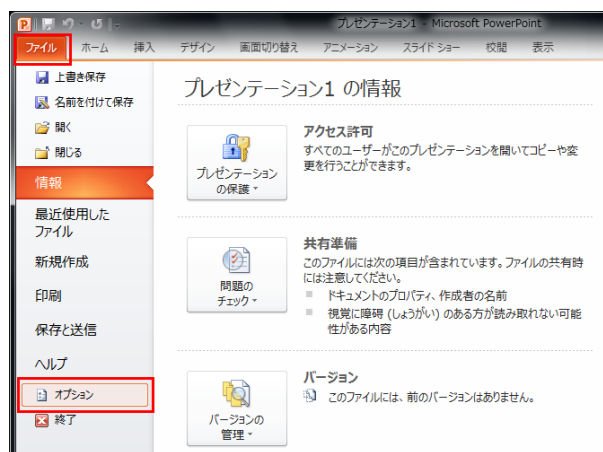 プレゼンテーション1 - Microsoft PowerPoint
ファイル ホーム 挿入 デザイン 画面切り替え アニメーション スライド ショー 校閲 表示
上書き保存
名前を付けて保存
開く
閉じる
情報
最近使用した
ファイル
新規作成
印刷
保存と送信
ヘルプ
オプション
終了
プレゼンテーション1 の情報
プレゼンテーション
の保護
アクセス許可
すべてのユーザーがこのプレゼンテーションを開いてコピーや変
更を行うことができます。
問題の
チェック
共有準備
このファイルには次の項目が含まれています。ファイルの共有時
には注意してください。
ドキュメントのプロパティ、作成者の名前
視覚に障碍 (しょうがい) のある方が読み取れない可能
性がある内容
バージョンの
管理
バージョン
このファイルには、前のバージョンはありません。